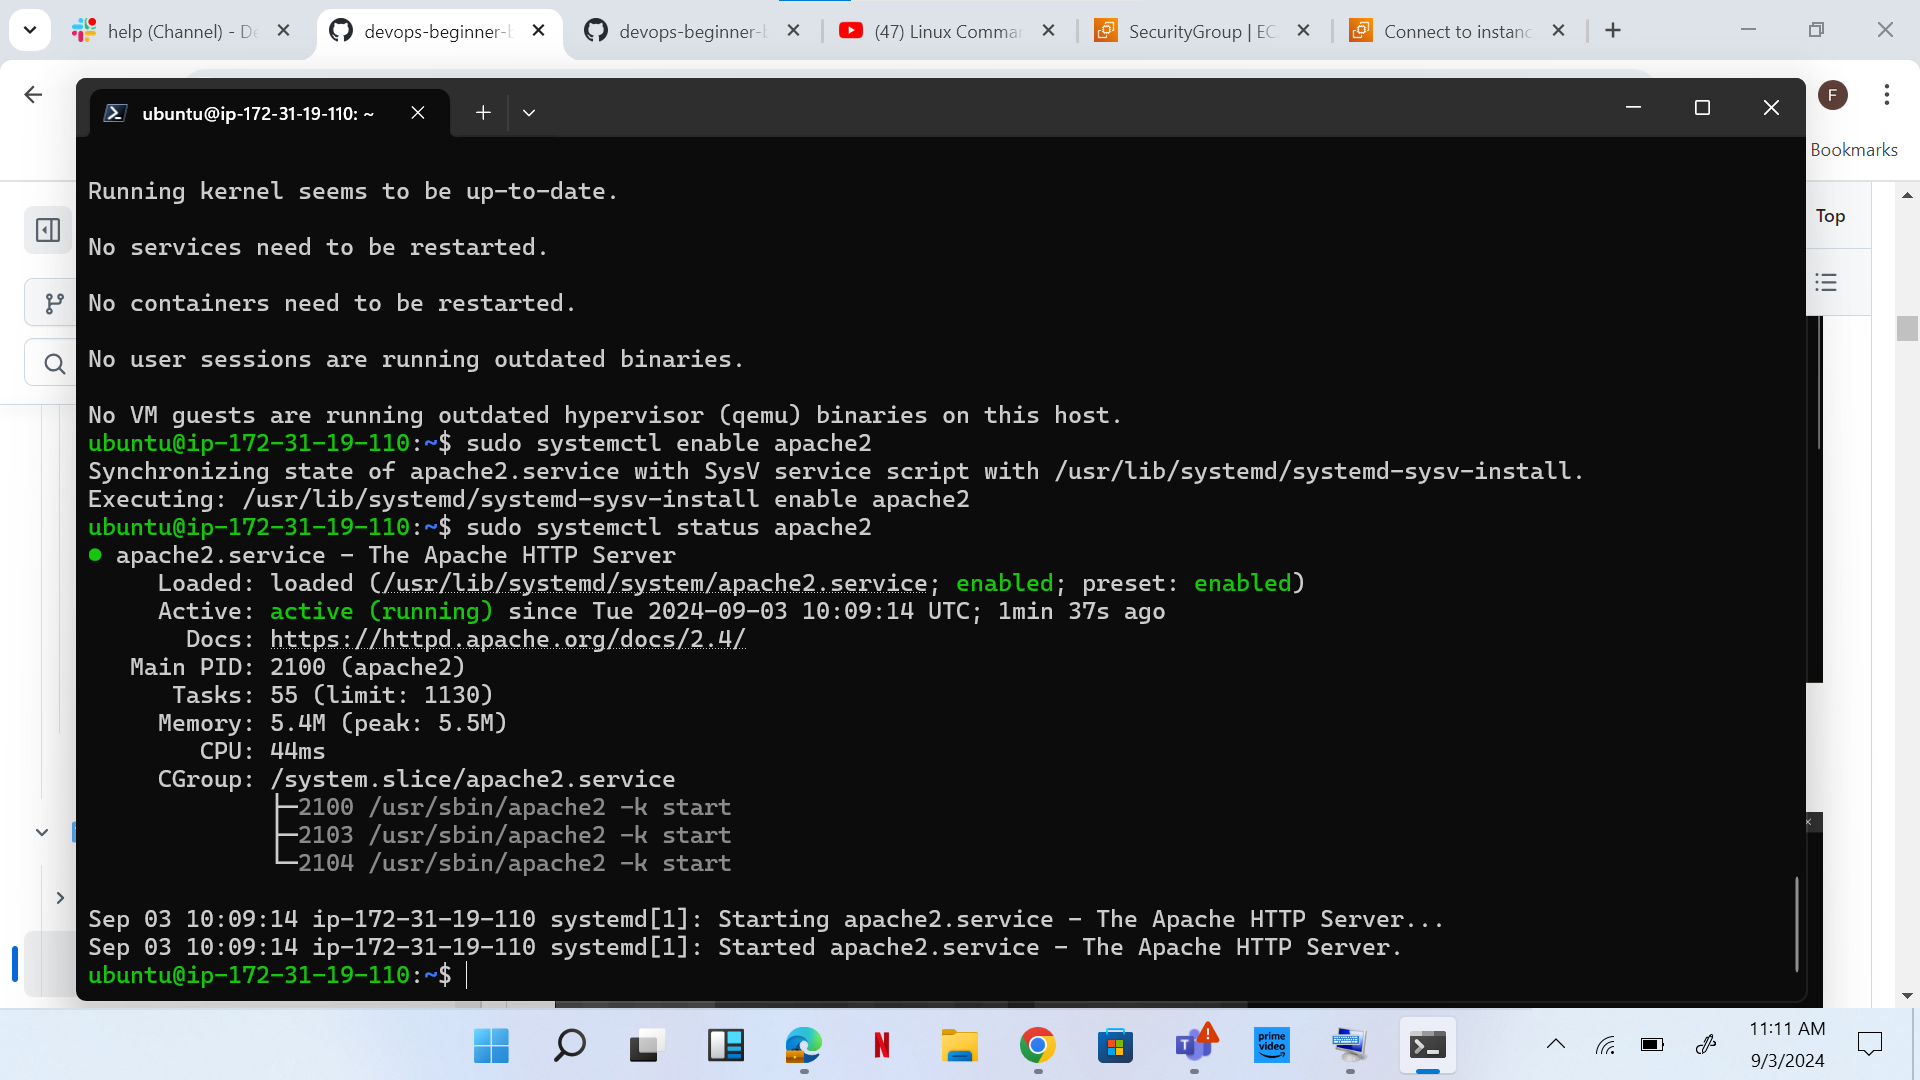 help (Channel) - De
devops-beginner-b
devops-beginner-b
(47) Linux Comman
SecurityGroup | EC
Connect to instanc
ubuntu@ip-172-31-19-110: ~
F
Bookmarks
Top
Running kernel seems to be up-to-date.
No services need to be restarted.
No containers need to be restarted.
No user sessions are running outdated binaries.
No VM guests are running outdated hypervisor (qemu) binaries on this host.
ubuntu@ip-172-31-19-110:~$ sudo systemctl enable apache2
Synchronizing state of apache2.service with SysV service script with /usr/lib/systemd/systemd-sysv-install.
Executing: /usr/lib/systemd/systemd-sysv-install enable apache2
ubuntu@ip-172-31-19-110:~$ sudo systemctl status apache2
● apache2.service - The Apache HTTP Server
Loaded: loaded (/usr/lib/systemd/system/apache2.service; enabled; preset: enabled)
Active: active (running) since Tue 2024-09-03 10:09:14 UTC; 1min 37s ago
Docs: https://httpd.apache.org/docs/2.4/
Main PID: 2100 (apache2)
Tasks: 55 (limit: 1130)
Memory: 5.4M (peak: 5.5M)
CPU: 44ms
CGroup: /system.slice/apache2.service
├─2100 /usr/sbin/apache2 -k start
├─2103 /usr/sbin/apache2 -k start
└─2104 /usr/sbin/apache2 -k start
Sep 03 10:09:14 ip-172-31-19-110 systemd[1]: Starting apache2.service - The Apache HTTP Server...
Sep 03 10:09:14 ip-172-31-19-110 systemd[1]: Started apache2.service - The Apache HTTP Server.
ubuntu@ip-172-31-19-110:~$
N
T
prime video
11:11 AM
9/3/2024